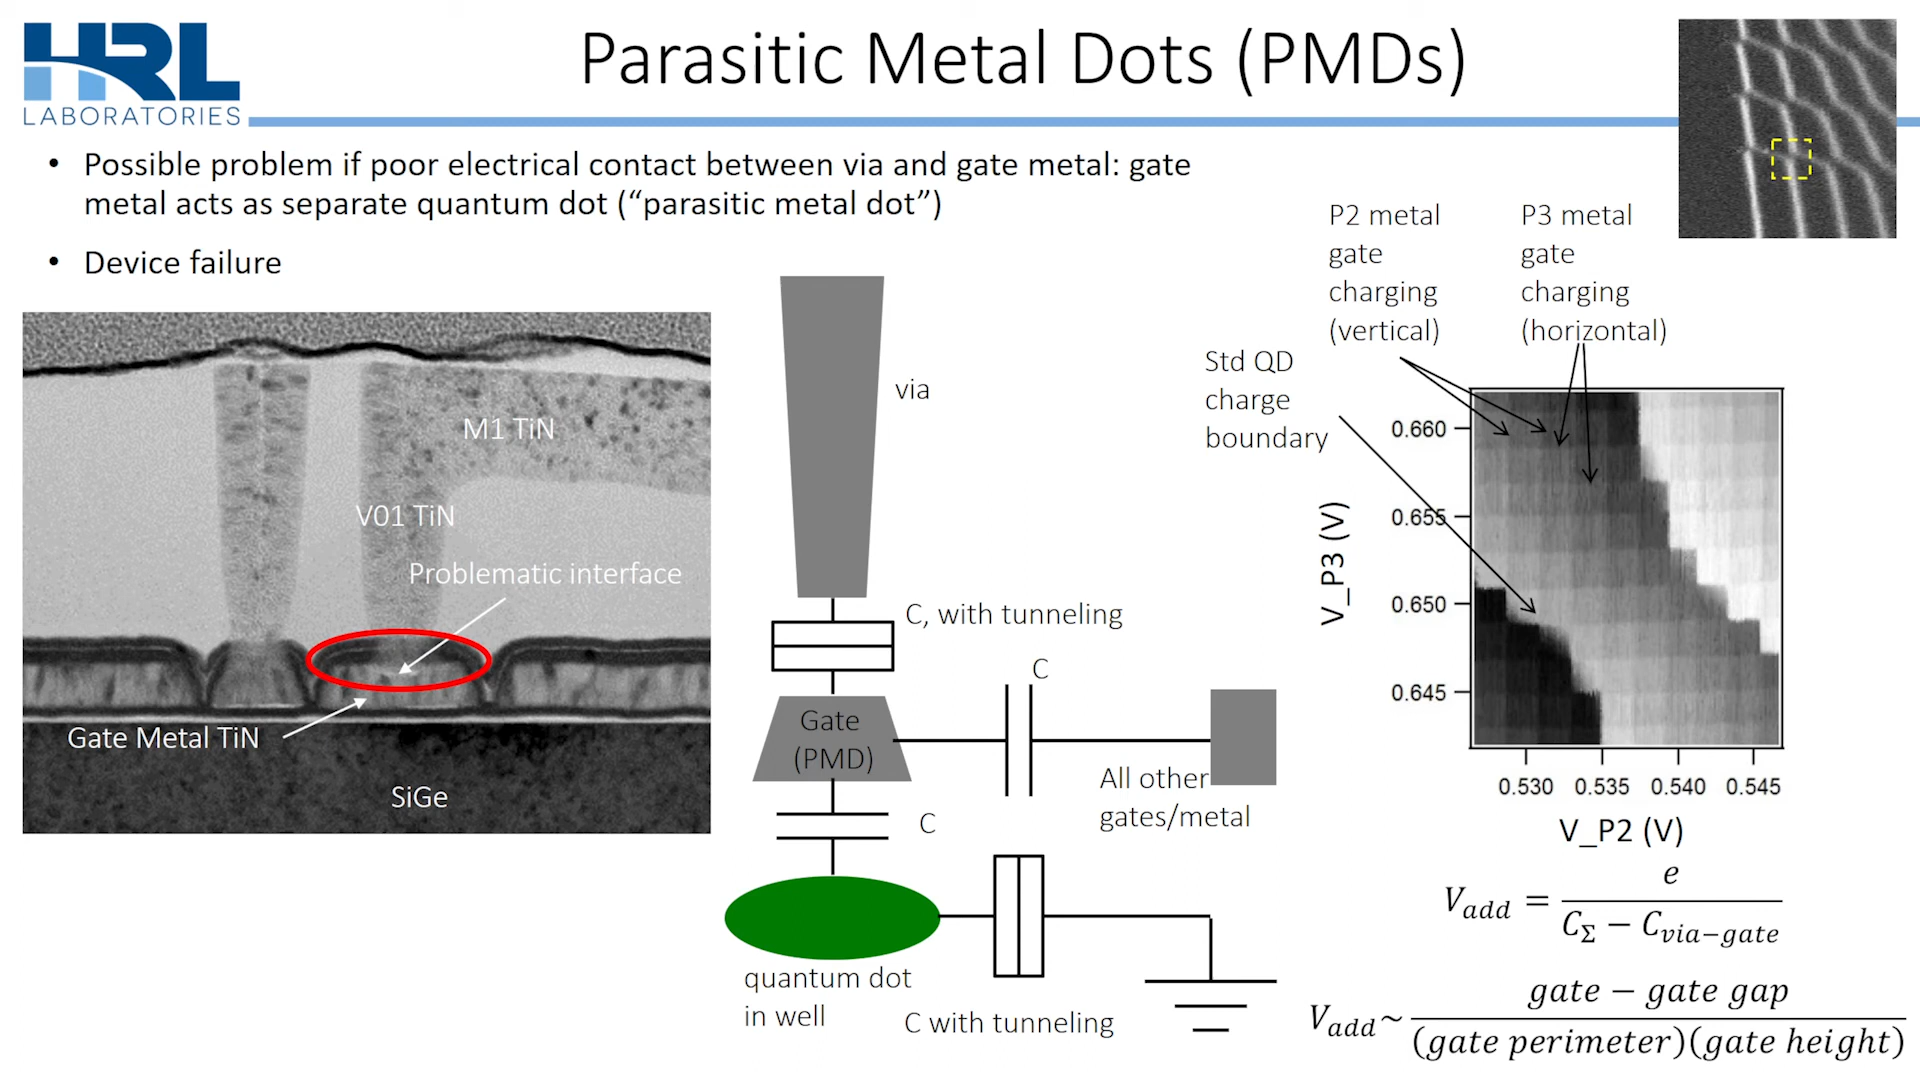 HRL
LABORATORIES
Parasitic Metal Dots (PMDs)
• Possible problem if poor electrical contact between via and gate metal: gate
metal acts as separate quantum dot (“parasitic metal dot”)
• Device failure
M1 TiN
V01 TiN
Problematic interface
Gate Metal TiN
SiGe
via
C, with tunneling
C
Gate
(PMD)
All other
gates/metal
C
quantum dot
in well
C with tunneling
P2 metal
gate
charging
(vertical)
P3 metal
gate
charging
(horizontal)
Std QD
charge
boundary
V_P3 (V)
0.660
0.655
0.650
0.645
0.530 0.535 0.540 0.545
V_P2 (V)
V_add = e / (C_Σ − C_via−gate)
V_add ~ gate − gate gap / (gate perimeter)(gate height)